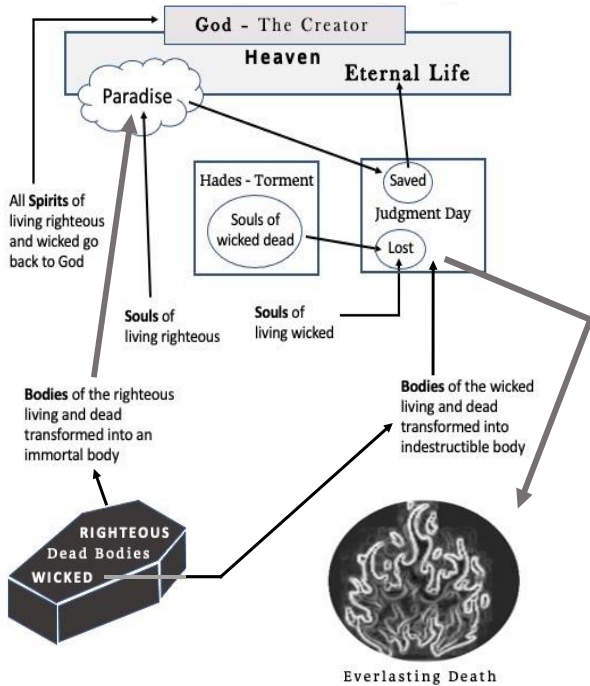 God – The Creator
Heaven
Eternal Life
Paradise
All Spirits of
living righteous
and wicked go
back to God
Hades - Torment
Souls of
wicked dead
Saved
Judgment Day
Lost
Souls of
living righteous
Souls of
living wicked
Bodies of the righteous
living and dead
transformed into an
immortal body
Bodies of the wicked
living and dead
transformed into
indestructible body
RIGHTEOUS
Dead Bodies
WICKED
Everlasting Death